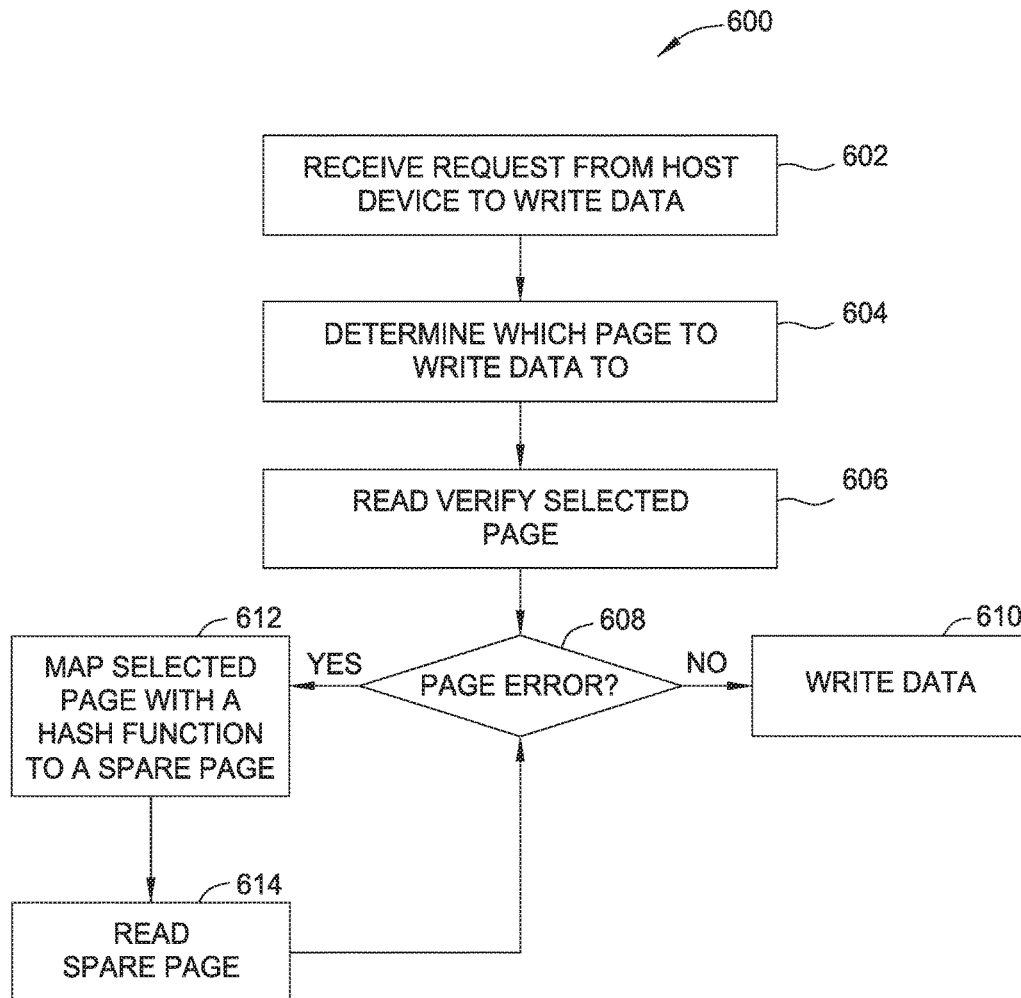 600
RECEIVE REQUEST FROM HOST
DEVICE TO WRITE DATA
602
DETERMINE WHICH PAGE TO
WRITE DATA TO
604
READ VERIFY SELECTED
PAGE
606
612
MAP SELECTED
PAGE WITH A
HASH FUNCTION
TO A SPARE PAGE
YES
608
PAGE ERROR?
NO
610
WRITE DATA
614
READ
SPARE PAGE